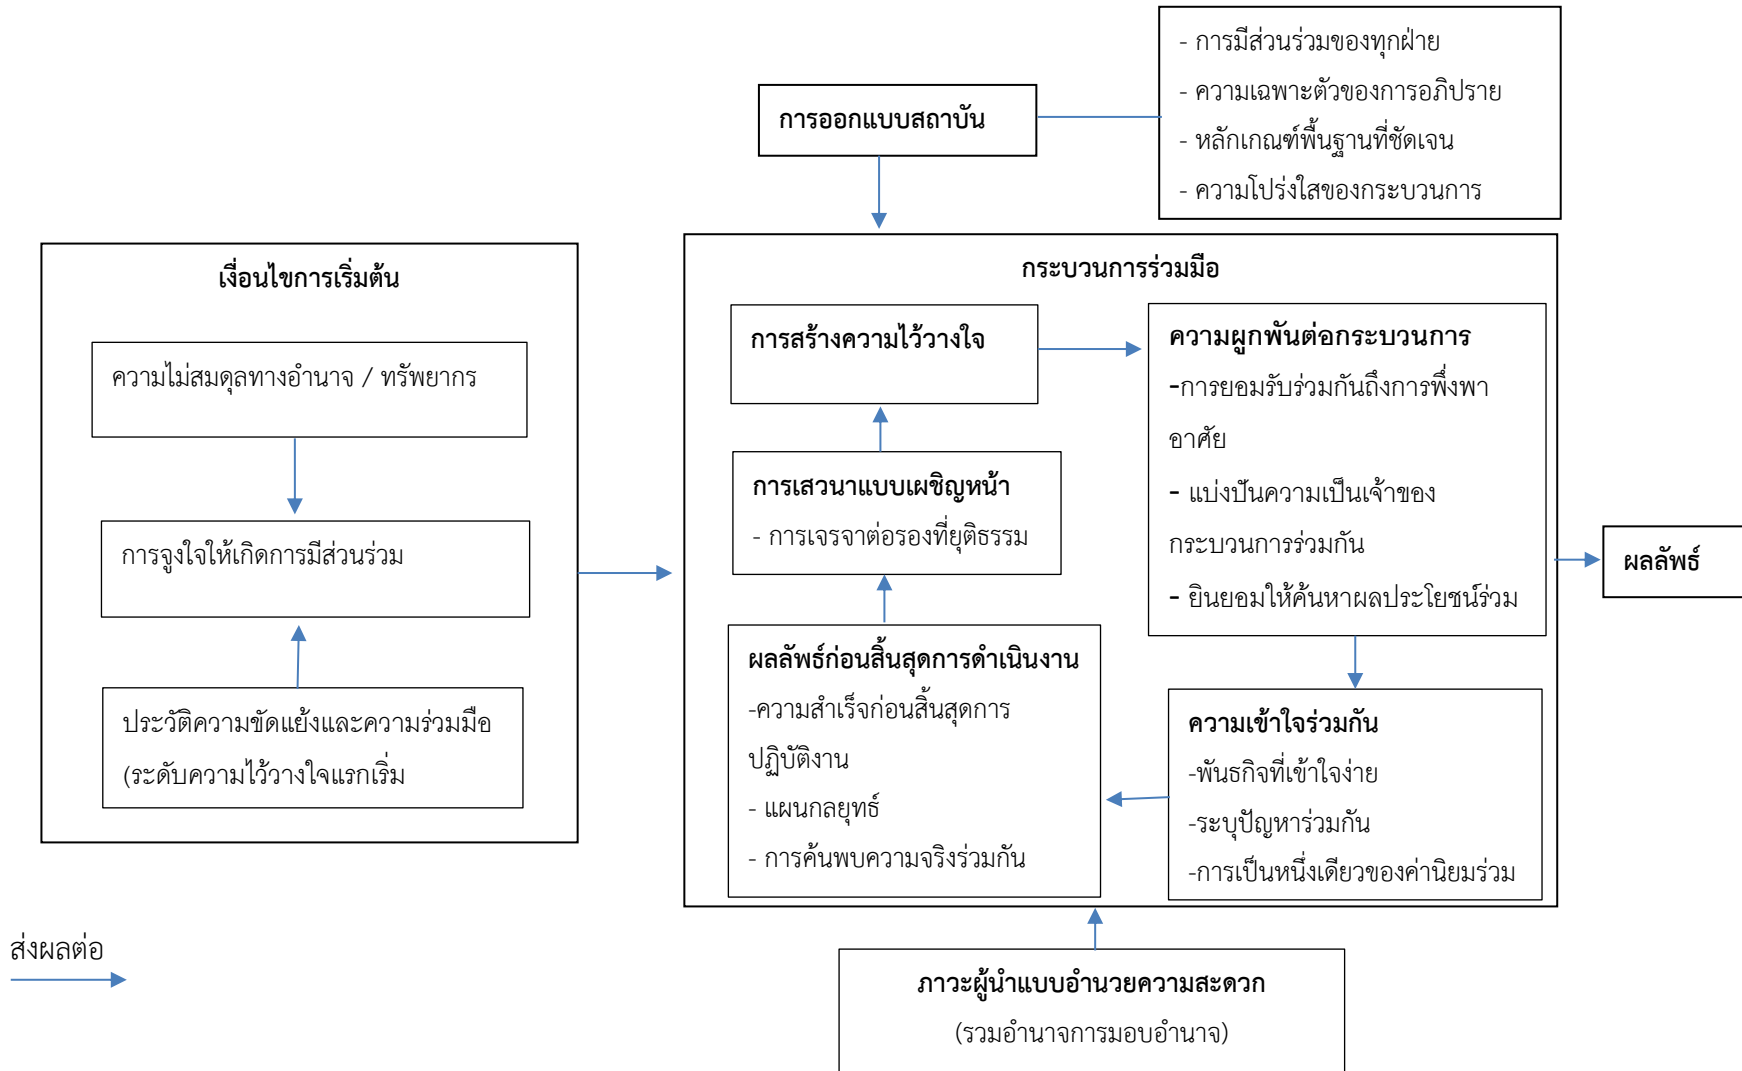 - การมีส่วนร่วมของทุกฝ่าย
- ความเฉพาะตัวของการอภิปราย
- หลักเกณฑ์พื้นฐานที่ชัดเจน
- ความโปร่งใสของกระบวนการ
การออกแบบสถาบัน
เงื่อนไขการเริ่มต้น
ความไม่สมดุลทางอำนาจ / ทรัพยากร
การจูงใจให้เกิดการมีส่วนร่วม
ประวัติความขัดแย้งและความร่วมมือ
(ระดับความไว้วางใจแรกเริ่ม
กระบวนการร่วมมือ
การสร้างความไว้วางใจ
ความผูกพันต่อกระบวนการ
-การยอมรับร่วมกันถึงการพึ่งพา
อาศัย
- แบ่งปันความเป็นเจ้าของ
กระบวนการร่วมกัน
- ยินยอมให้ค้นหาผลประโยชน์ร่วม
การเสวนาแบบเผชิญหน้า
- การเจรจาต่อรองที่ยุติธรรม
ผลลัพธ์ก่อนสิ้นสุดการดำเนินงาน
-ความสำเร็จก่อนสิ้นสุดการ
ปฏิบัติงาน
- แผนกลยุทธ์
- การค้นพบความจริงร่วมกัน
ความเข้าใจร่วมกัน
-พันธกิจที่เข้าใจง่าย
-ระบุปัญหาร่วมกัน
-การเป็นหนึ่งเดียวของค่านิยมร่วม
ผลลัพธ์
ส่งผลต่อ
ภาวะผู้นำแบบอำนวยความสะดวก
(รวมอำนาจการมอบอำนาจ)